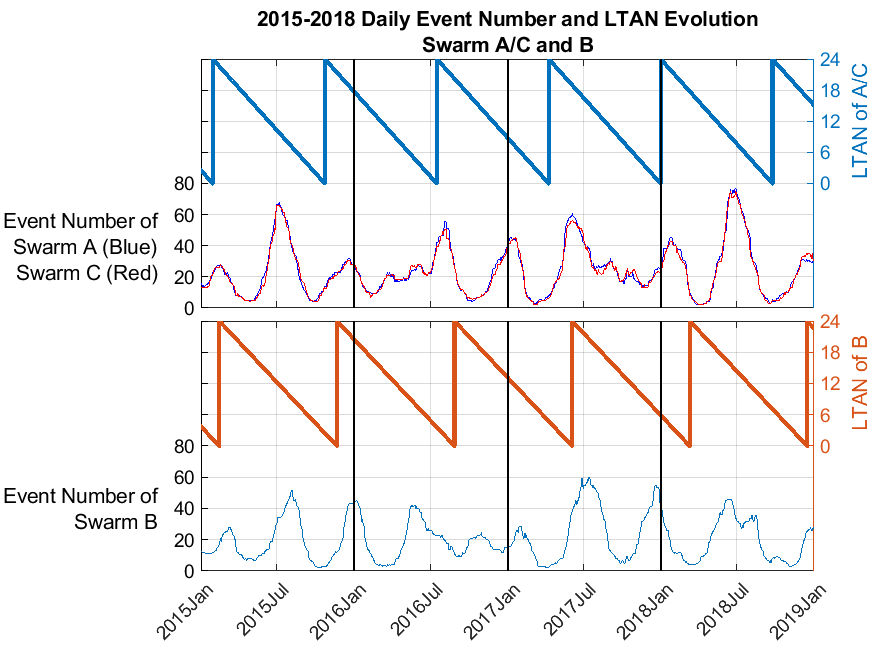 2015-2018 Daily Event Number and LTAN Evolution
Swarm A/C and B
24
18
12
6
0
LTAN of A/C
80
60
40
20
0
Event Number of
Swarm A (Blue)
Swarm C (Red)
24
18
12
6
0
LTAN of B
80
60
40
20
0
Event Number of
Swarm B
2015Jan
2015Jul
2016Jan
2016Jul
2017Jan
2017Jul
2018Jan
2018Jul
2019Jan